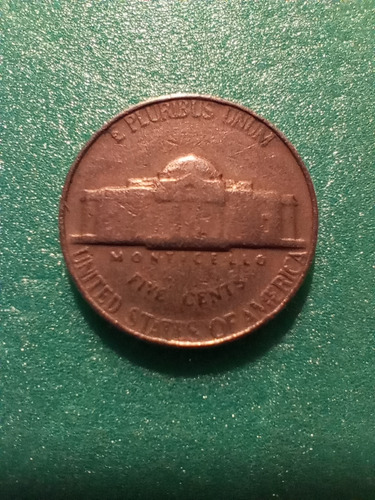 E PLURIBUS UNUM
MONTICELLO
FIVE CENTS
UNITED STATES OF AMERICA